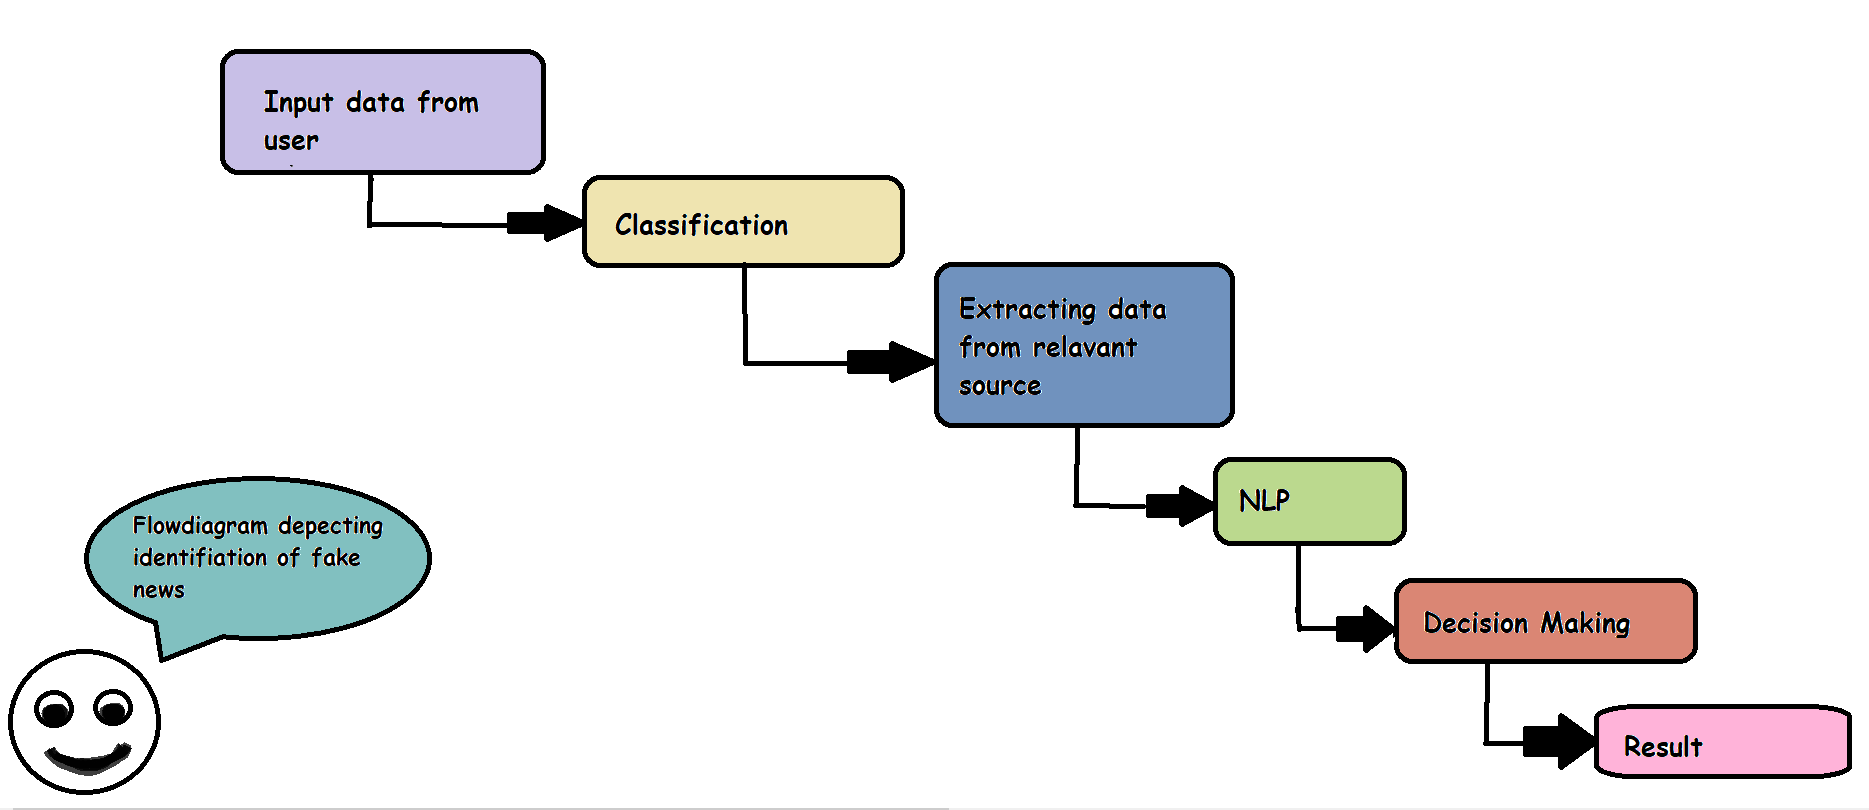 Input data from
user
Classification
Extracting data
from relavant
source
NLP
Flowdiagram depecting
identifiation of fake
news
Decision Making
Result